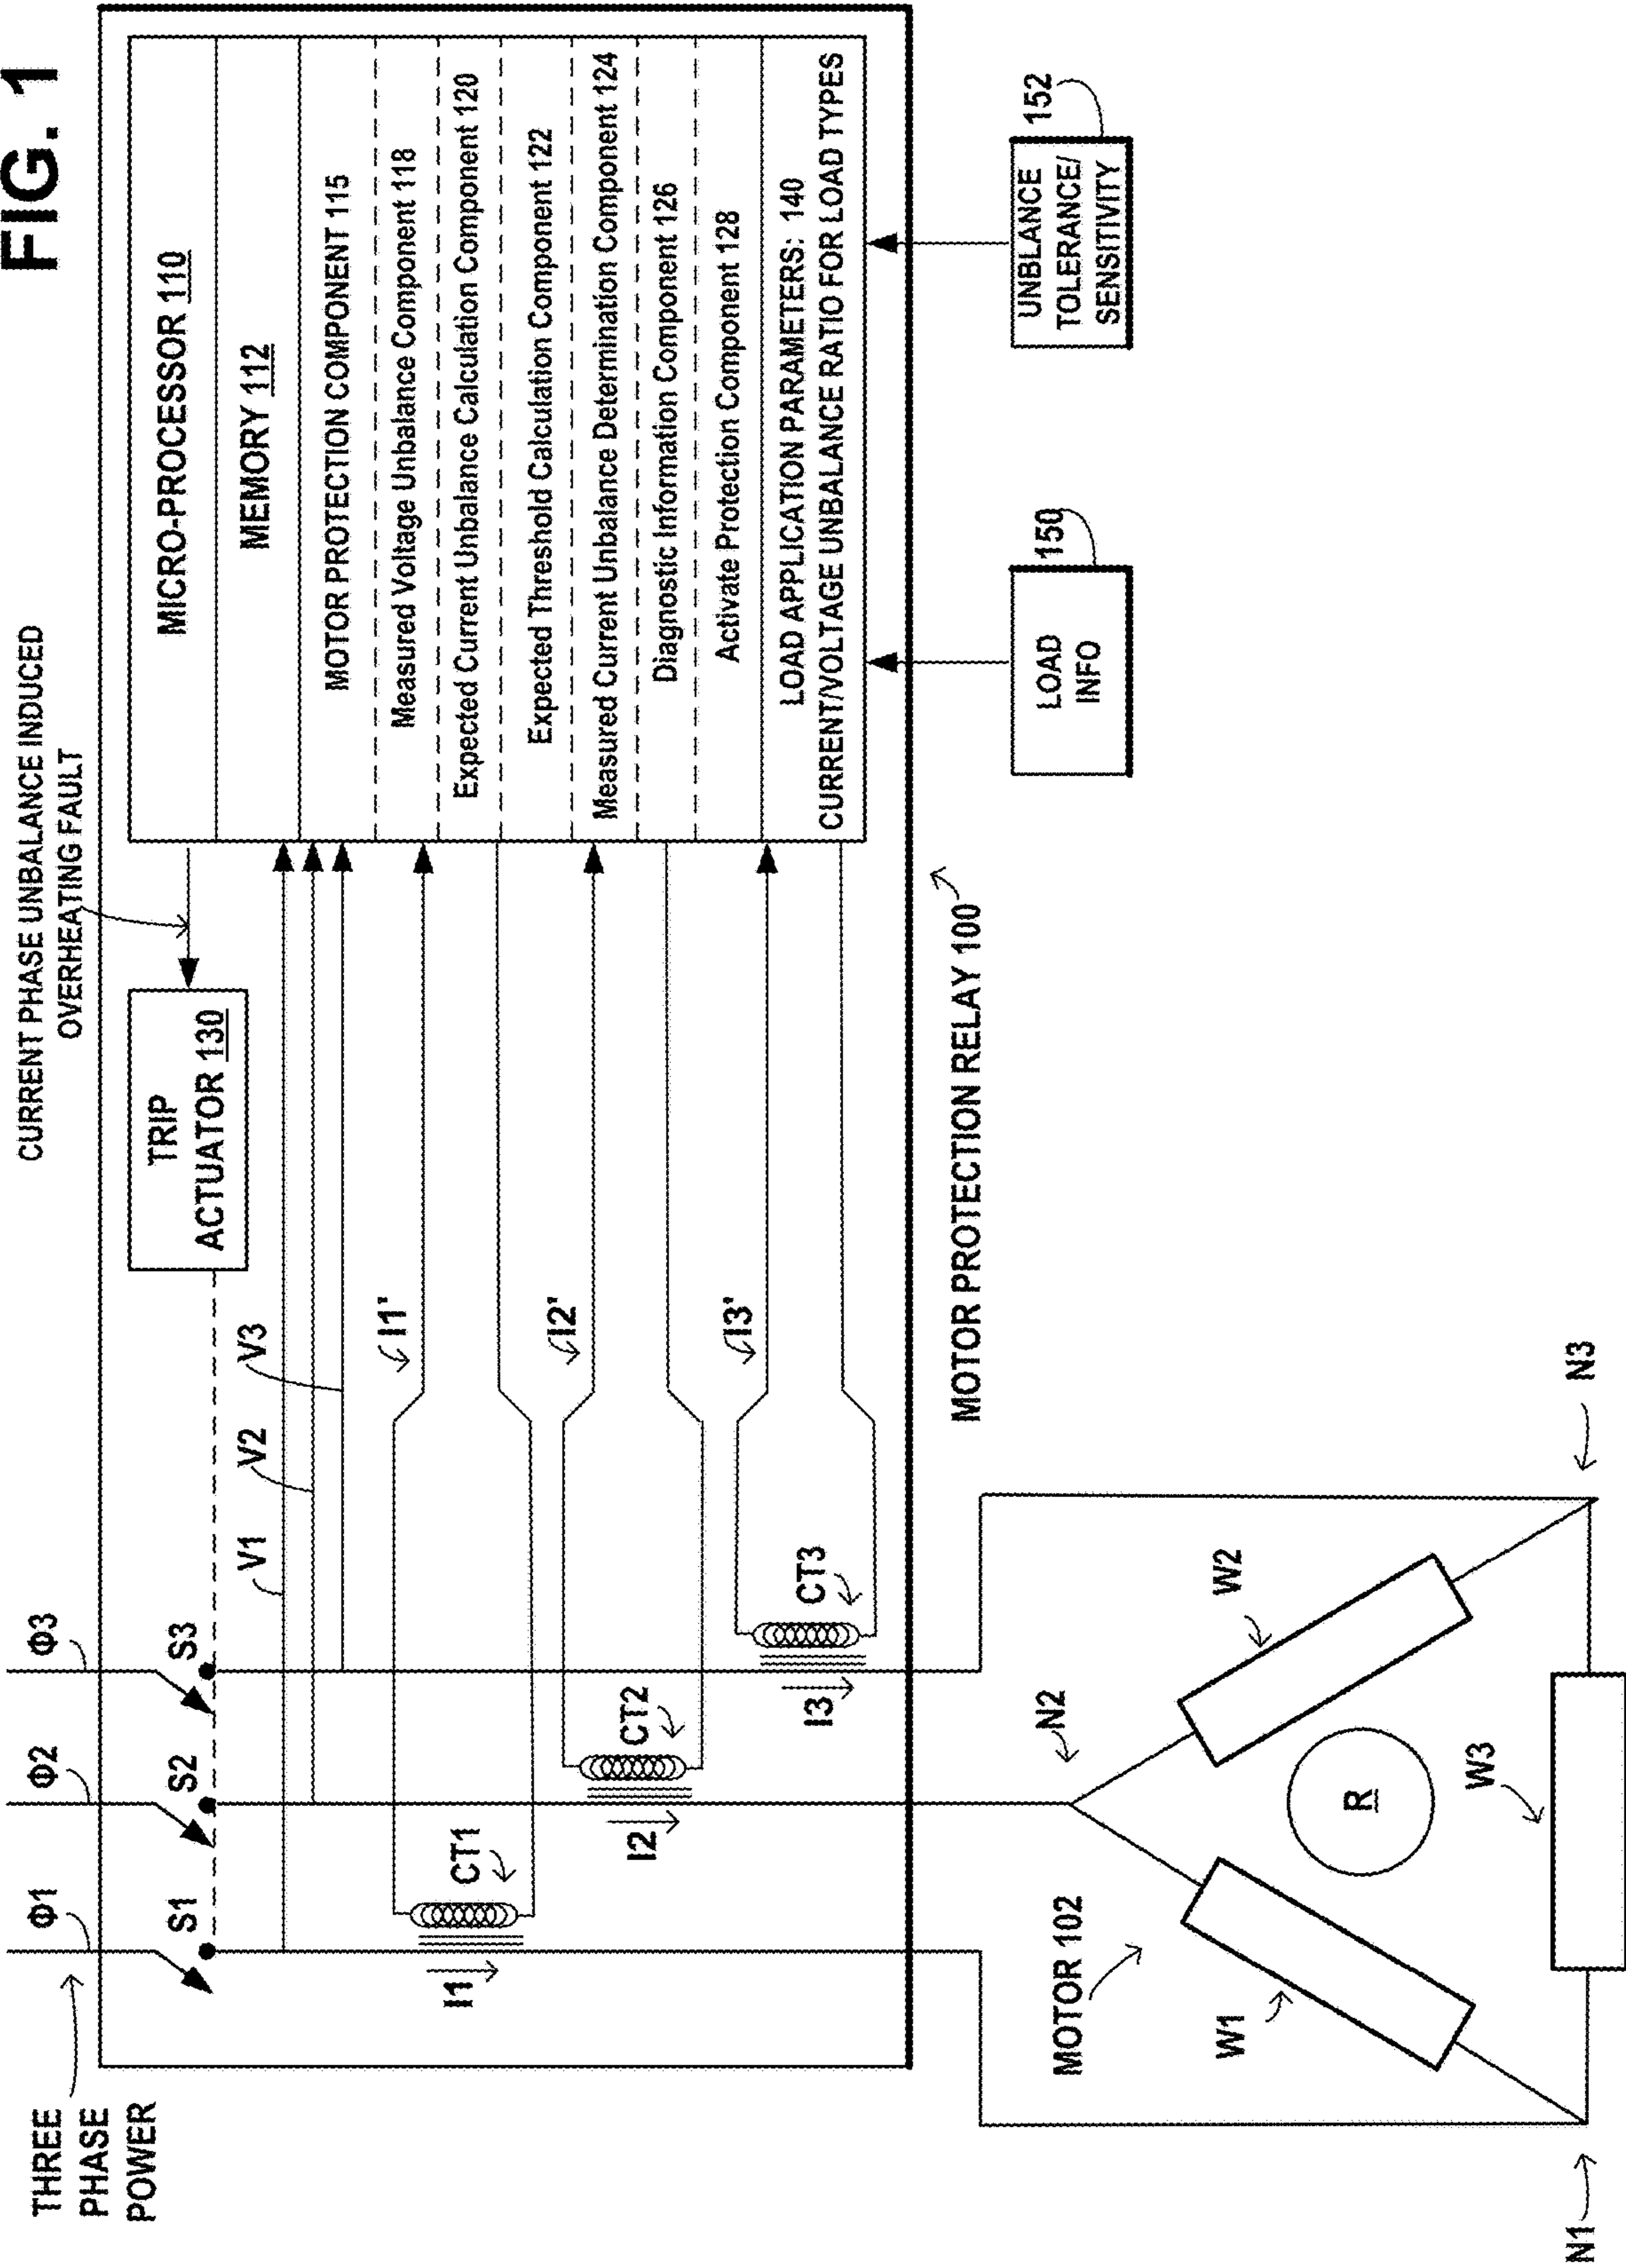 FIG. 1
CURRENT PHASE UNBALANCE INDUCED
OVERHEATING FAULT
THREE
PHASE
POWER
Φ1
Φ2
Φ3
S1
S2
S3
TRIP
ACTUATOR 130
V1
V2
V3
I1'
I2'
I3'
CT1
CT2
CT3
I1
I2
I3
MICRO-PROCESSOR 110
MEMORY 112
MOTOR PROTECTION COMPONENT 115
Measured Voltage Unbalance Component 118
Expected Current Unbalance Calculation Component 120
Expected Threshold Calculation Component 122
Measured Current Unbalance Determination Component 124
Diagnostic Information Component 126
Activate Protection Component 128
LOAD APPLICATION PARAMETERS: 140
CURRENT/VOLTAGE UNBALANCE RATIO FOR LOAD TYPES
MOTOR PROTECTION RELAY 100
LOAD
INFO
150
UNBLANCE
TOLERANCE/
SENSITIVITY
152
MOTOR 102
N2
W1
W2
R
W3
N1
N3